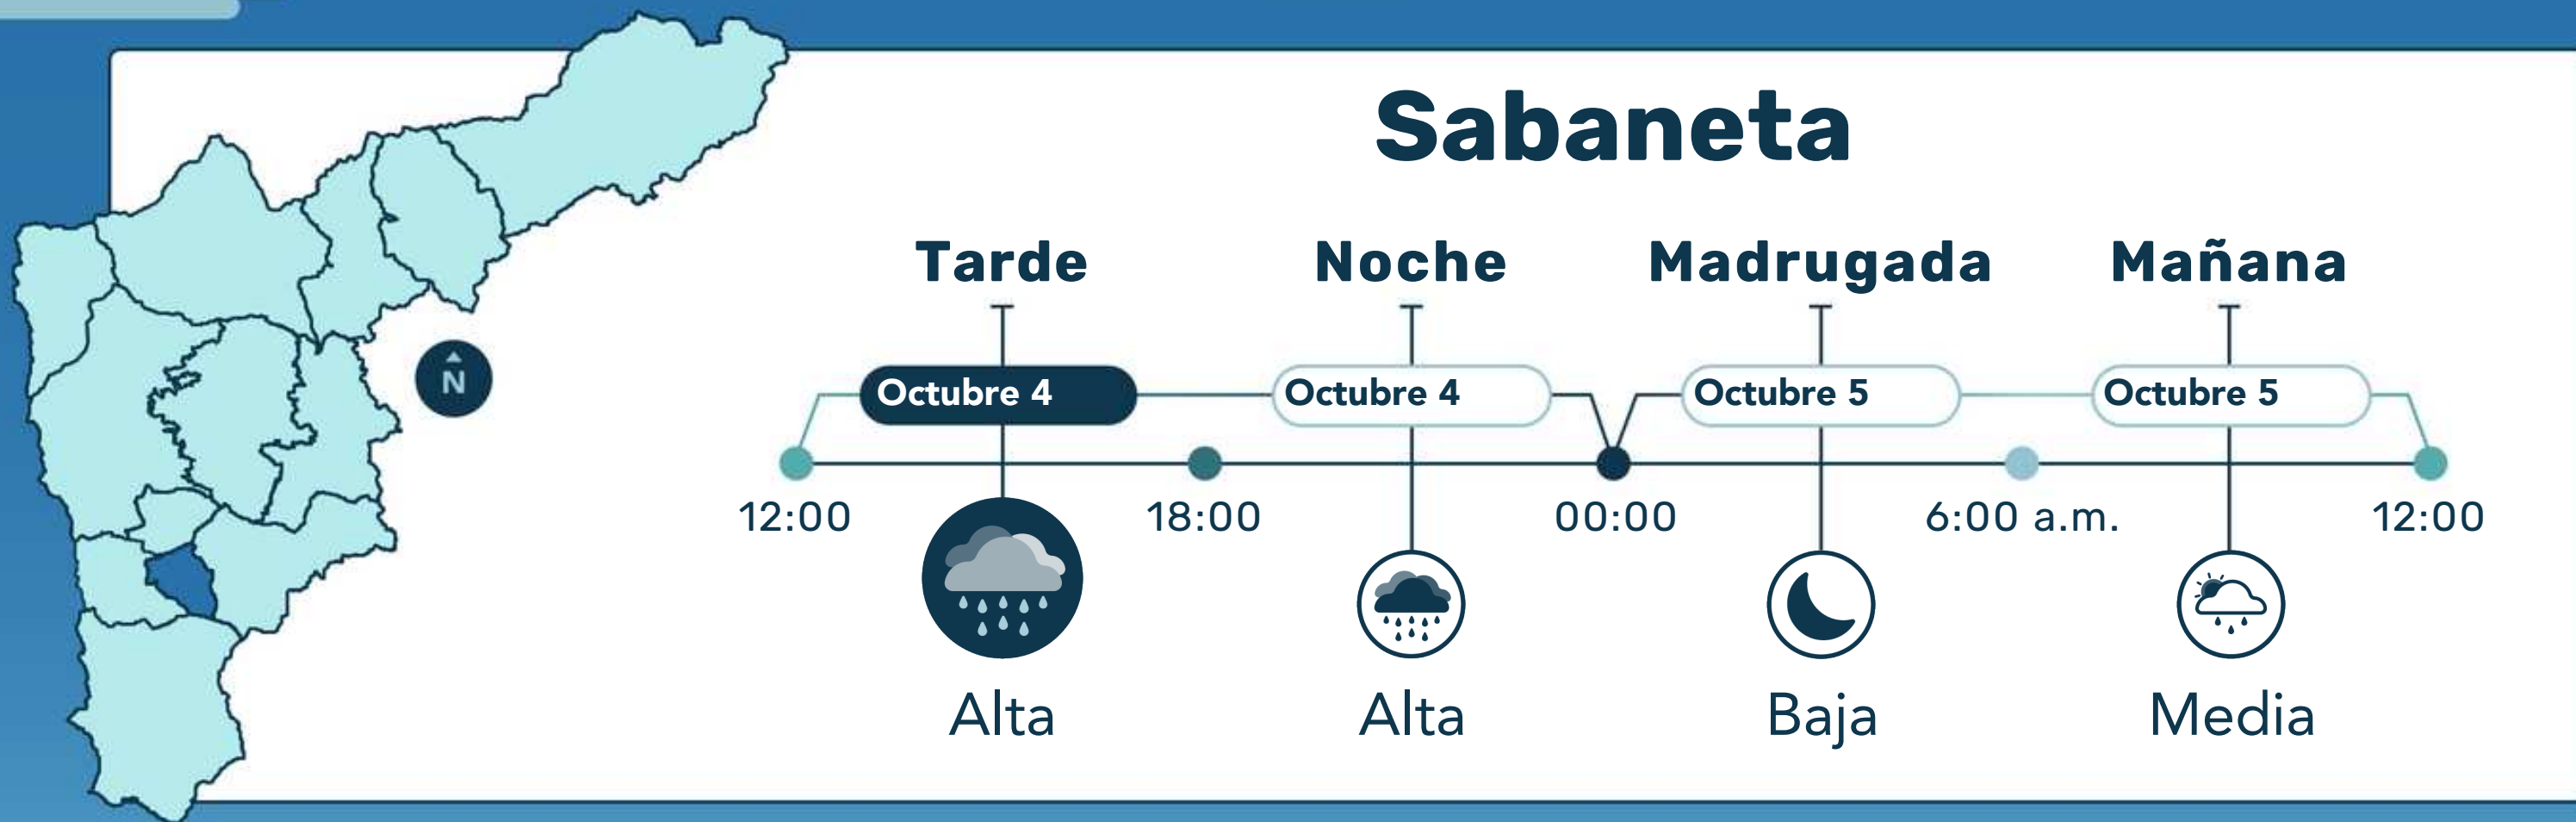 Sabaneta
Tarde
Noche
Madrugada
Mañana
N
Octubre 4
Octubre 4
Octubre 5
Octubre 5
12:00
18:00
00:00
6:00 a.m.
12:00
Alta
Alta
Baja
Media